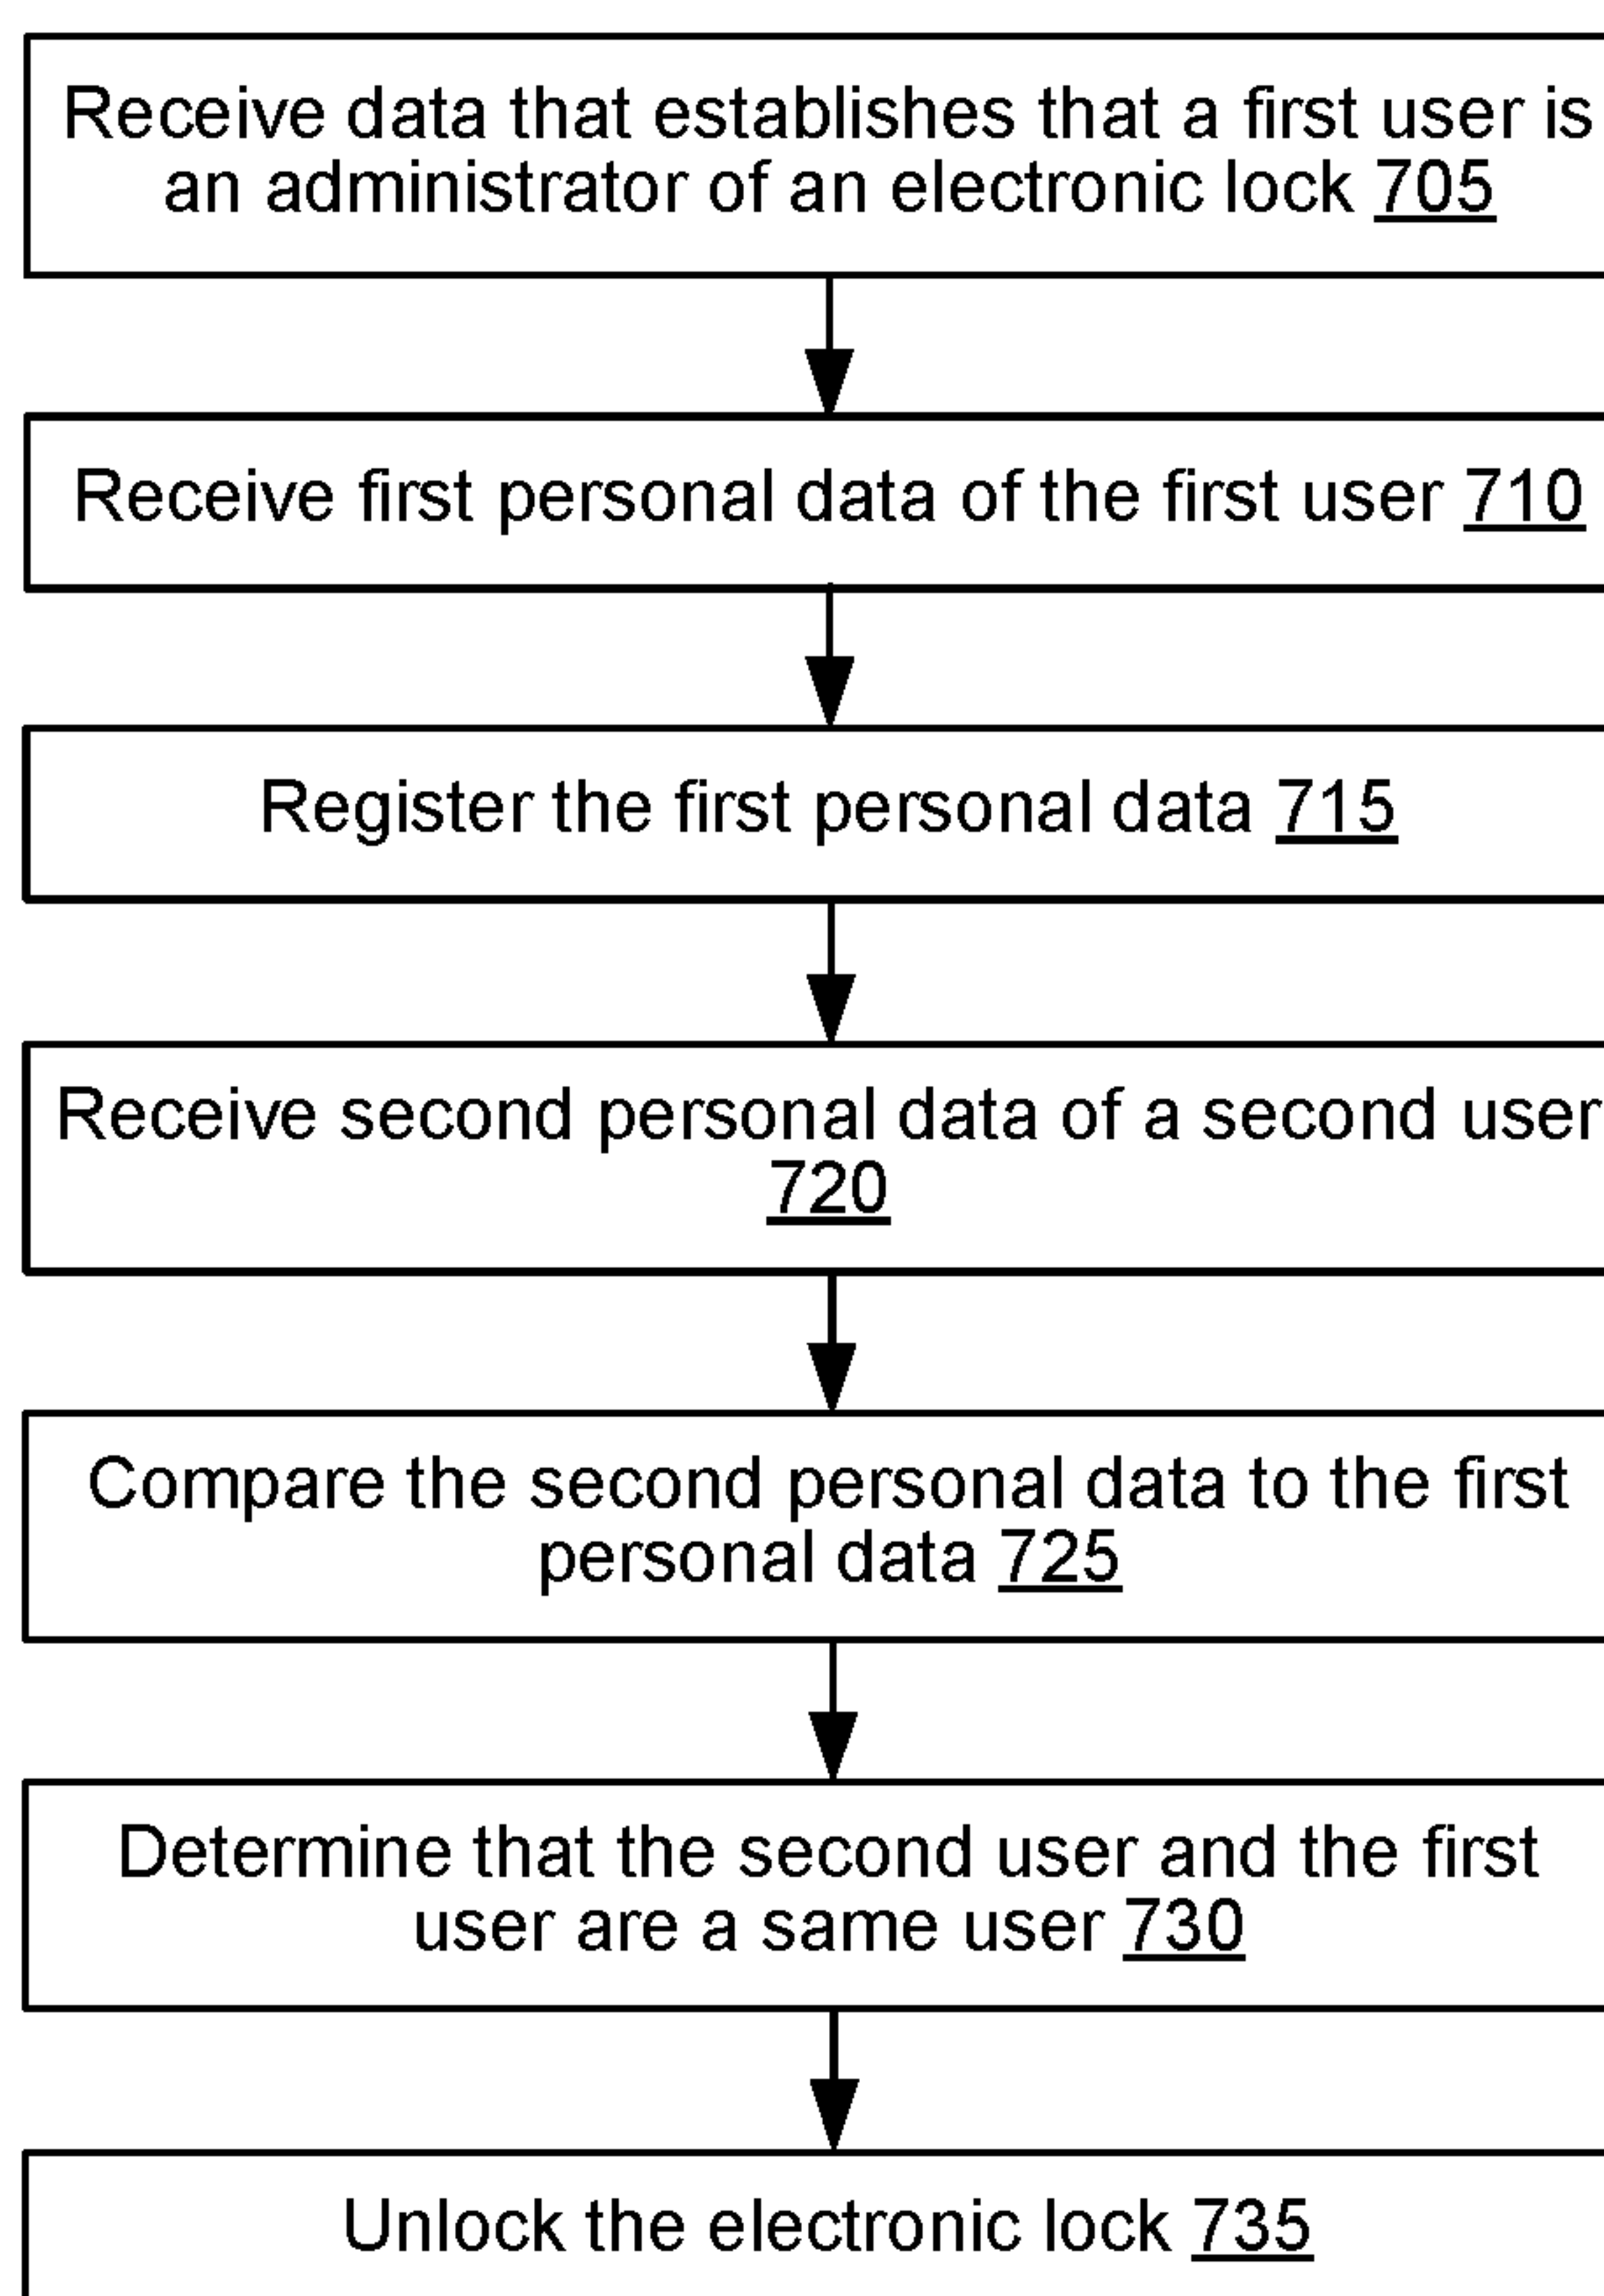 Receive data that establishes that a first user is
an administrator of an electronic lock 705
Receive first personal data of the first user 710
Register the first personal data 715
Receive second personal data of a second user
720
Compare the second personal data to the first
personal data 725
Determine that the second user and the first
user are a same user 730
Unlock the electronic lock 735